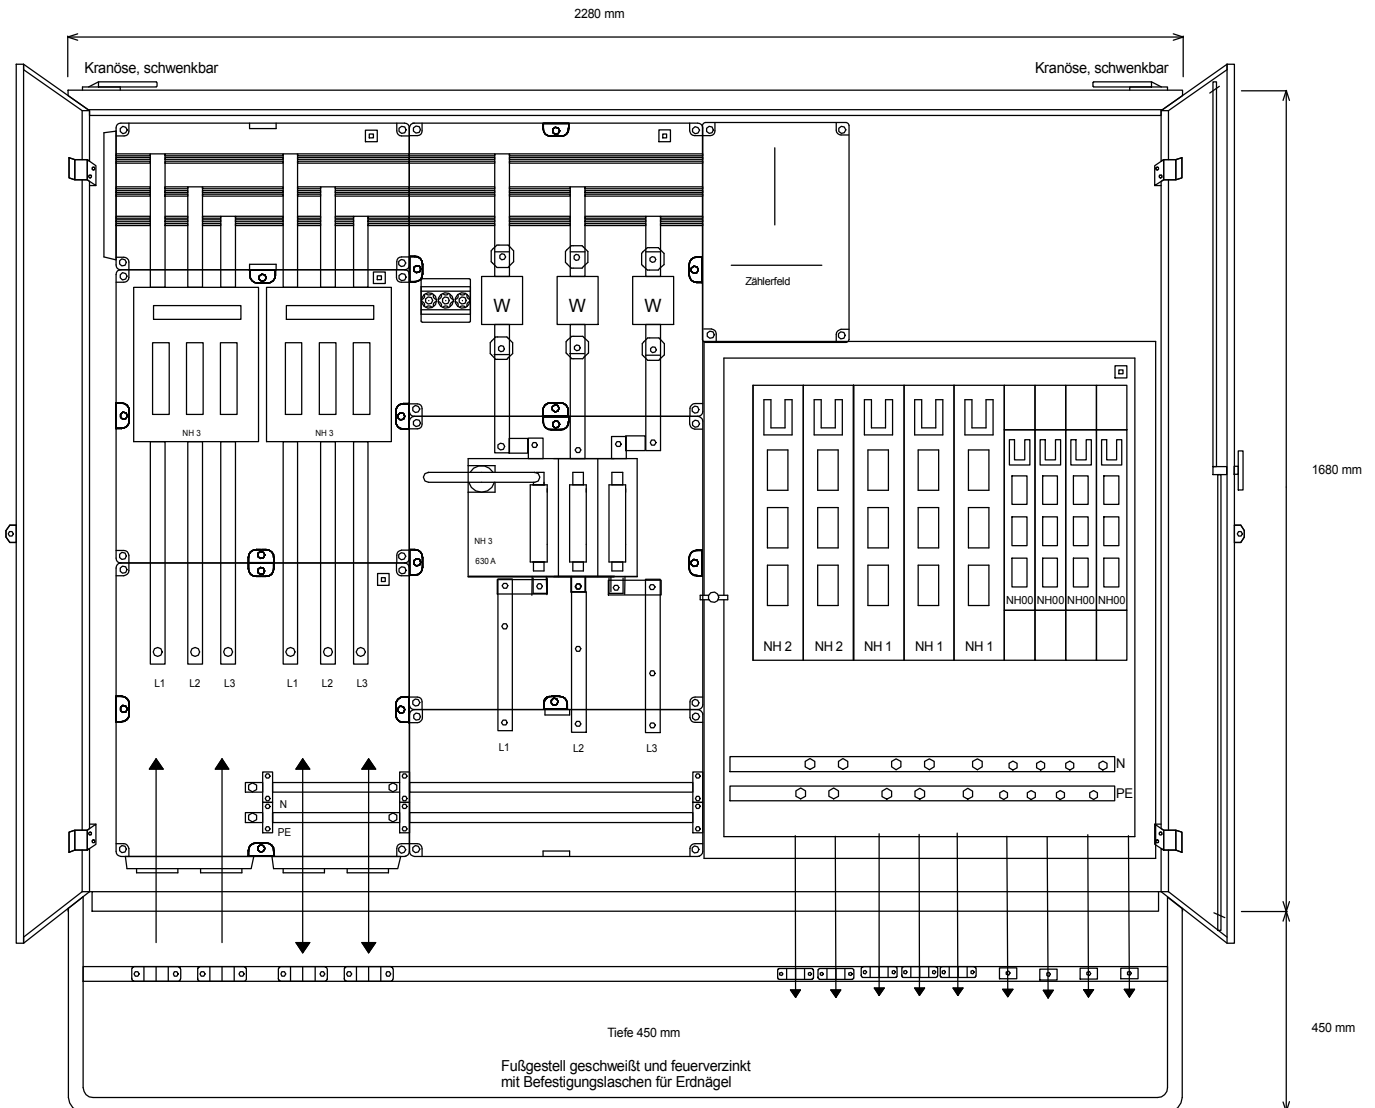 2280 mm
Kranöse, schwenkbar
Kranöse, schwenkbar
Zählerfeld
W W W
NH 3 NH 3
1680 mm
NH 3
630 A
NH00 NH00 NH00 NH00
NH 2 NH 2 NH 1 NH 1 NH 1
L1 L2 L3 L1 L2 L3
L1 L2 L3
N
PE
N
PE
Tiefe 450 mm
450 mm
Fußgestell geschweißt und feuerverzinkt
mit Befestigungslaschen für Erdnägel